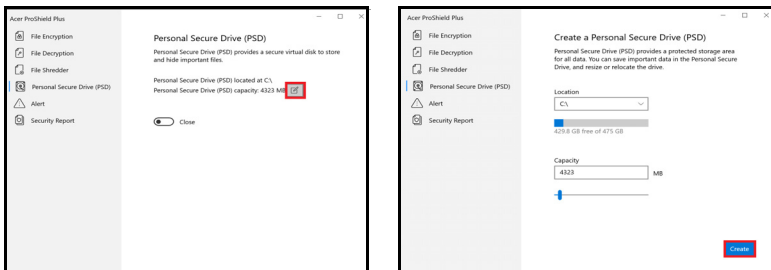 Acer ProShield Plus
File Encryption
File Decryption
File Shredder
Personal Secure Drive (PSD)
Alert
Security Report
Personal Secure Drive (PSD)
Personal Secure Drive (PSD) provides a secure virtual disk to store
and hide important files.
Personal Secure Drive (PSD) located at C:\
Personal Secure Drive (PSD) capacity: 4323 MB
Close
Acer ProShield Plus
File Encryption
File Decryption
File Shredder
Personal Secure Drive (PSD)
Alert
Security Report
Create a Personal Secure Drive (PSD)
Personal Secure Drive (PSD) provides a protected storage area
for all data. You can save important data in the Personal Secure
Drive, and resize or relocate the drive.
Location
C:\
429.8 GB free of 475 GB
Capacity
4323 MB
Create